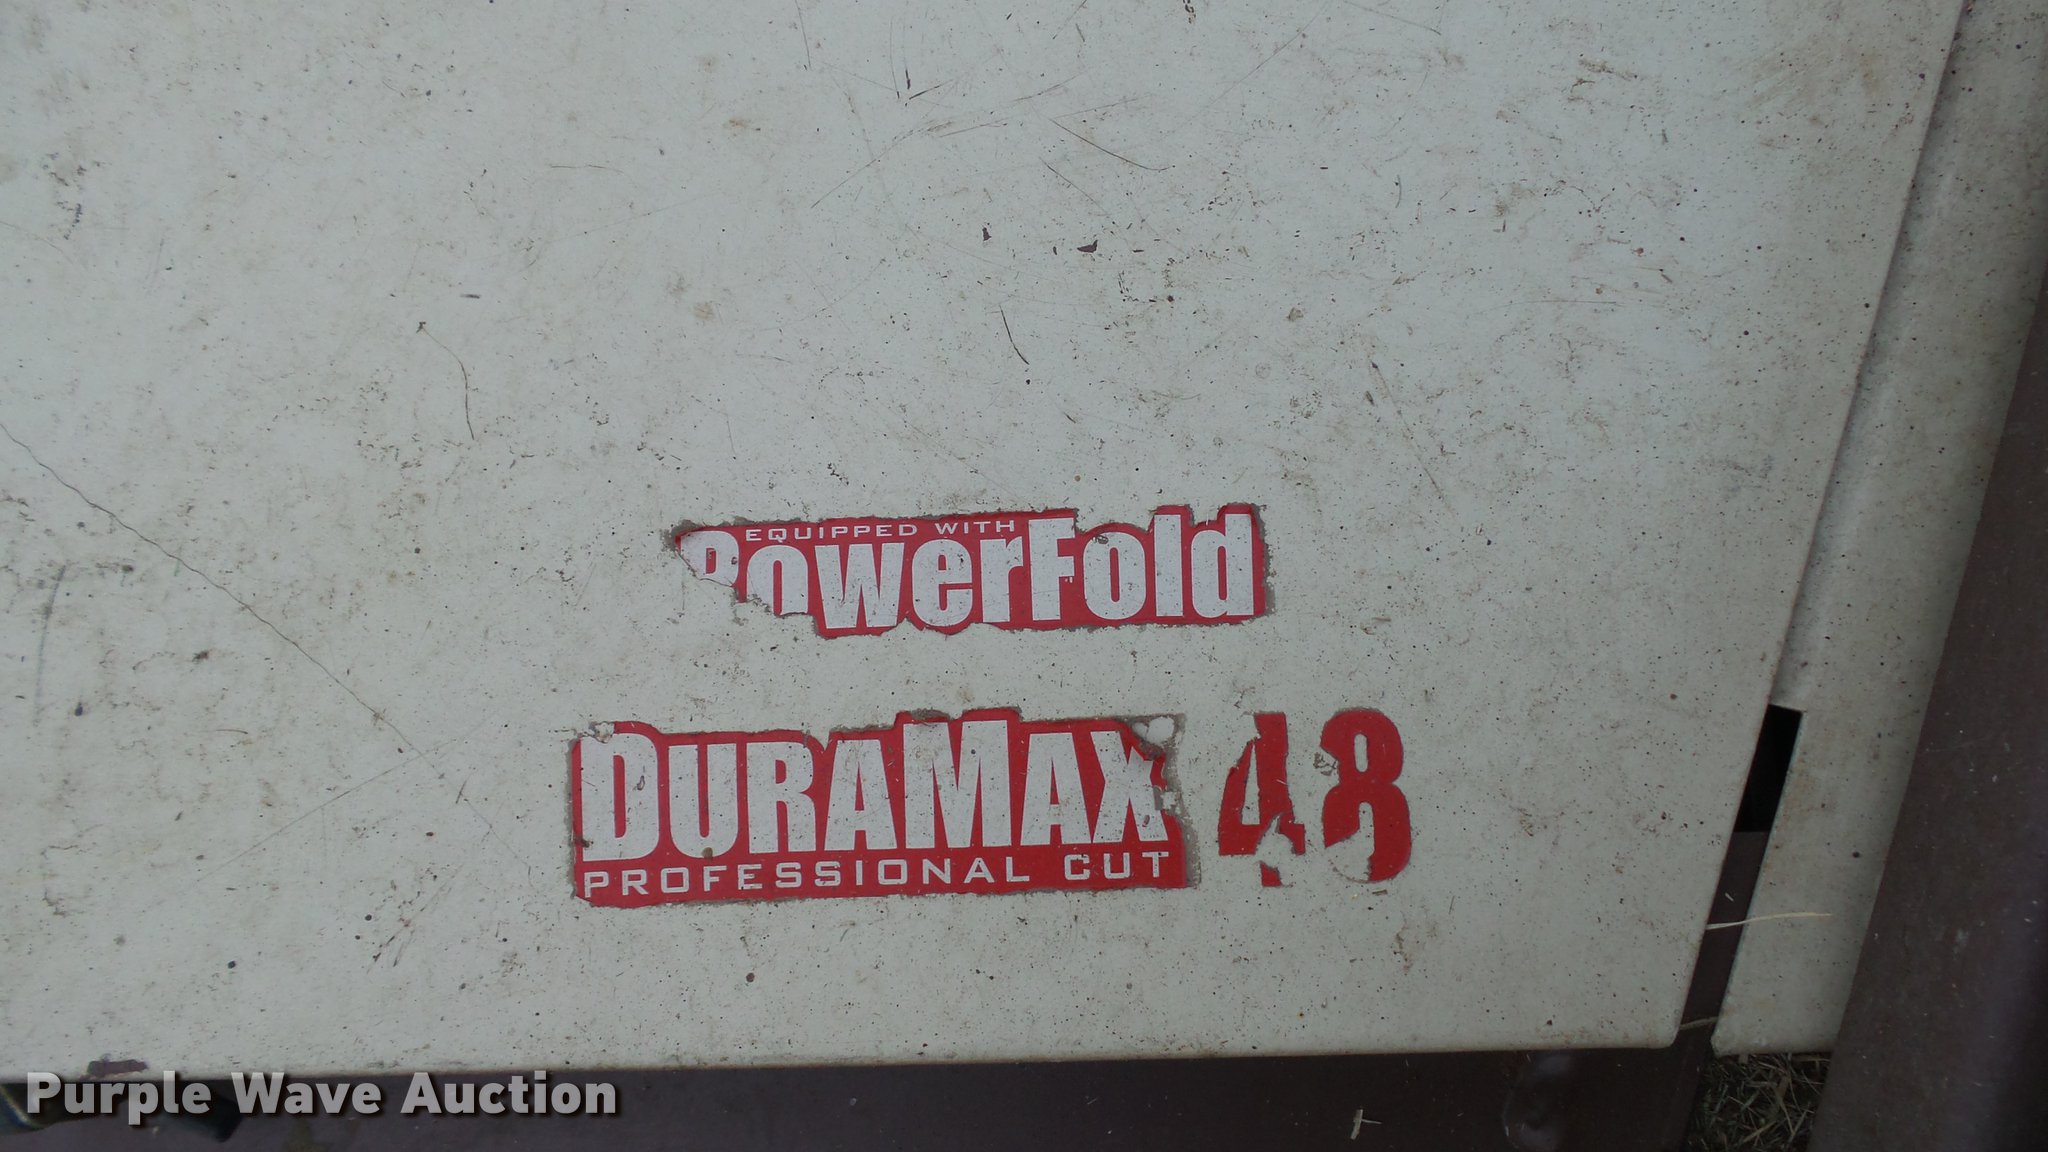 EQUIPPED WITH
PowerFold
DURAMAX 48
PROFESSIONAL CUT
Purple Wave Auction